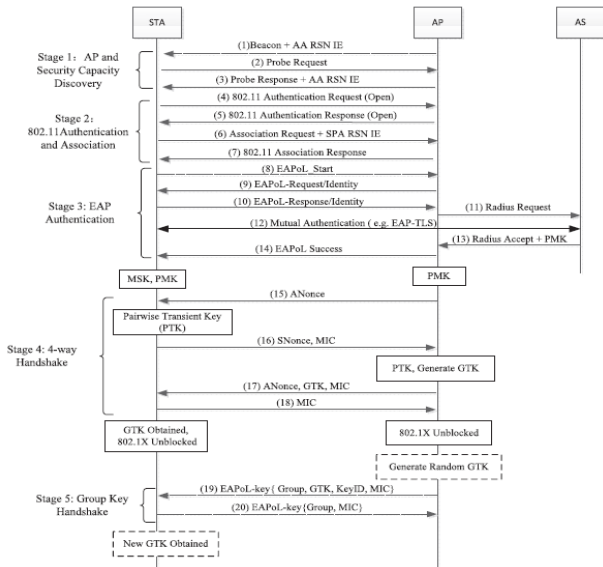 STA
AP
AS
(1)Beacon + AA RSN IE
Stage 1: AP and
Security Capacity
Discovery
(2) Probe Request
(3) Probe Response + AA RSN IE
(4) 802.11 Authentication Request (Open)
Stage 2:
802.11Authentication
and Association
(5) 802.11 Authentication Response (Open)
(6) Association Request + SPA RSN IE
(7) 802.11 Association Response
(8) EAPoL_Start
(9) EAPoL-Request/Identity
Stage 3: EAP
Authentication
(10) EAPoL-Response/Identity
(11) Radius Request
(12) Mutual Authentication ( e.g. EAP-TLS)
(13) Radius Accept + PMK
(14) EAPoL Success
MSK, PMK
PMK
(15) ANonce
Pairwise Transient Key
(PTK)
Stage 4: 4-way
Handshake
(16) SNonce, MIC
PTK, Generate GTK
(17) ANonce, GTK, MIC
(18) MIC
GTK Obtained,
802.1X Unblocked
802.1X Unblocked
Generate Random GTK
Stage 5: Group Key
Handshake
(19) EAPoL-key{ Group, GTK, KeyID, MIC}
(20) EAPoL-key{Group, MIC}
New GTK Obtained